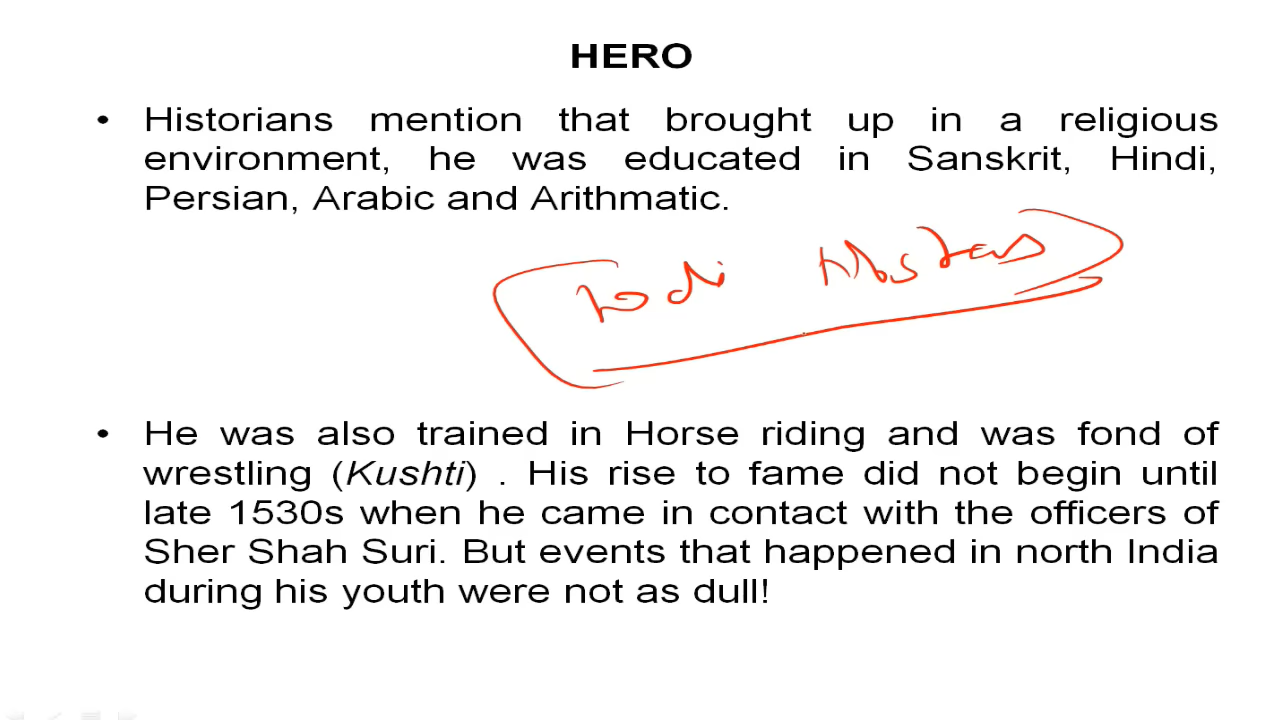 HERO
• Historians mention that brought up in a religious
environment, he was educated in Sanskrit, Hindi,
Persian, Arabic and Arithmatic.
• He was also trained in Horse riding and was fond of
wrestling (Kushti) . His rise to fame did not begin until
late 1530s when he came in contact with the officers of
Sher Shah Suri. But events that happened in north India
during his youth were not as dull!